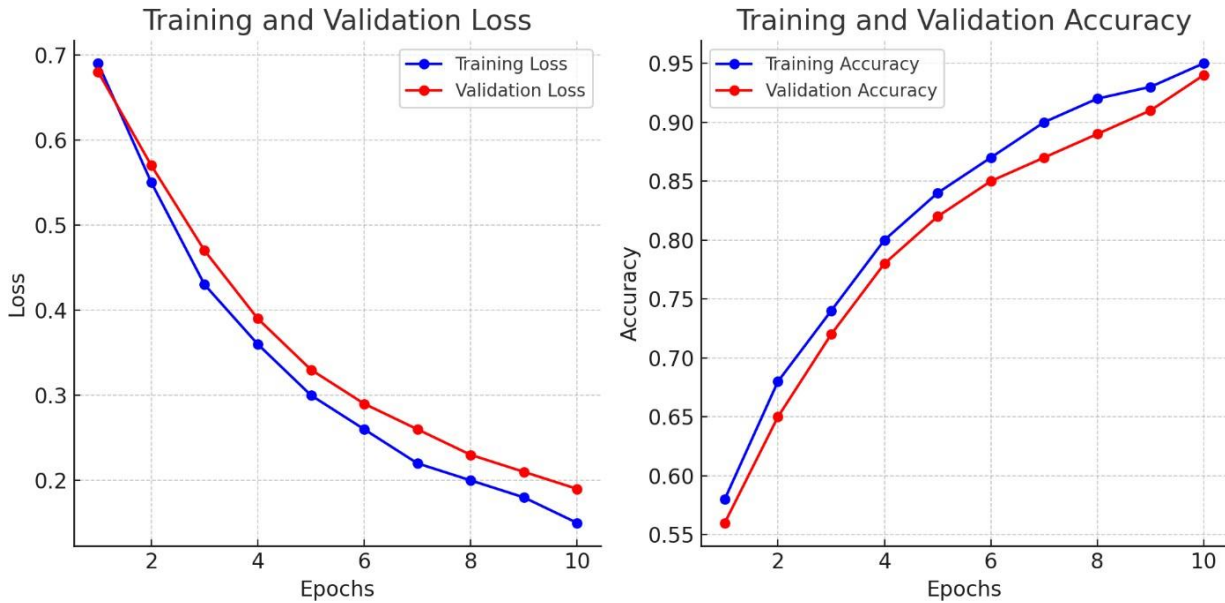 Training and Validation Loss
0.7
0.6
0.5
0.4
0.3
0.2
Loss
Training Loss
Validation Loss
2 4 6 8 10
Epochs
Training and Validation Accuracy
0.95
0.90
0.85
0.80
0.75
0.70
0.65
0.60
0.55
Accuracy
Training Accuracy
Validation Accuracy
2 4 6 8 10
Epochs